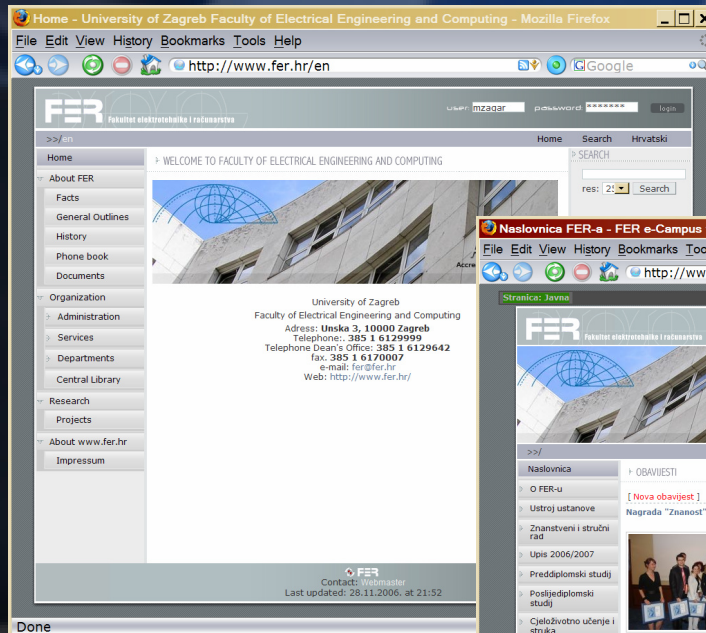 Home - University of Zagreb Faculty of Electrical Engineering and Computing - Mozilla Firefox
File Edit View History Bookmarks Tools Help
http://www.fer.hr/en
Google
FER
Fakultet elektrotehnike i računarstva
user: mzagar password: ******* login
>>/en
Home Search Hrvatski
Home
About FER
Facts
General Outlines
History
Phone book
Documents
Organization
Administration
Services
Departments
Central Library
Research
Projects
About www.fer.hr
Impressum
WELCOME TO FACULTY OF ELECTRICAL ENGINEERING AND COMPUTING
SEARCH
res: Search
University of Zagreb
Faculty of Electrical Engineering and Computing
Adress: Unska 3, 10000 Zagreb
Telephone:. 385 1 6129999
Telephone Dean's Office: 385 1 6129642
fax. 385 1 6170007
e-mail: fer@fer.hr
Web: http://www.fer.hr/
FER
Contact: Webmaster
Last updated: 28.11.2006. at 21:52
Done
Naslovnica FER-a - FER e-Campus
File Edit View History Bookmarks
http://ww
Stranica: Javna
FER
Fakultet elektrotehnike i računarstva
>>/
Naslovnica
O FER-u
Ustroj ustanove
Znanstveni i stručni
rad
Upis 2006/2007
Preddiplomski studij
Poslijediplomski
studij
Cjeloživotno učenje i
struka
OBAVIJESTI
[ Nova obavijest ]
Nagrada "Znanost"